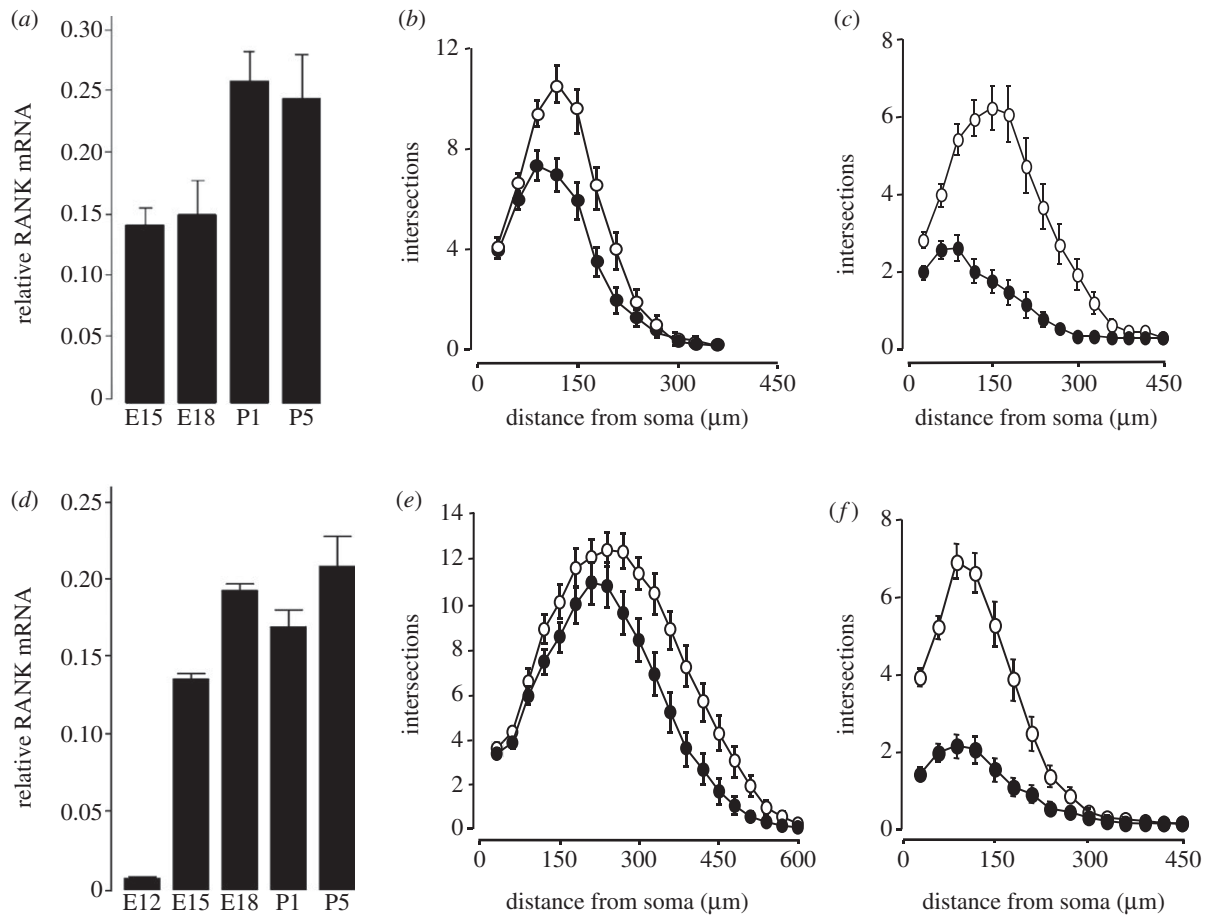 (a)
relative RANK mRNA
0.30
0.25
0.20
0.15
0.10
0.05
0
E15 E18 P1 P5
(b)
intersections
12
8
4
0
0 150 300 450
distance from soma (μm)
(c)
intersections
8
6
4
2
0
0 150 300 450
distance from soma (μm)
(d)
relative RANK mRNA
0.25
0.20
0.15
0.10
0.05
0
E12 E15 E18 P1 P5
(e)
intersections
14
12
10
8
6
4
2
0
0 150 300 450 600
distance from soma (μm)
(f)
intersections
8
6
4
2
0
0 150 300 450
distance from soma (μm)